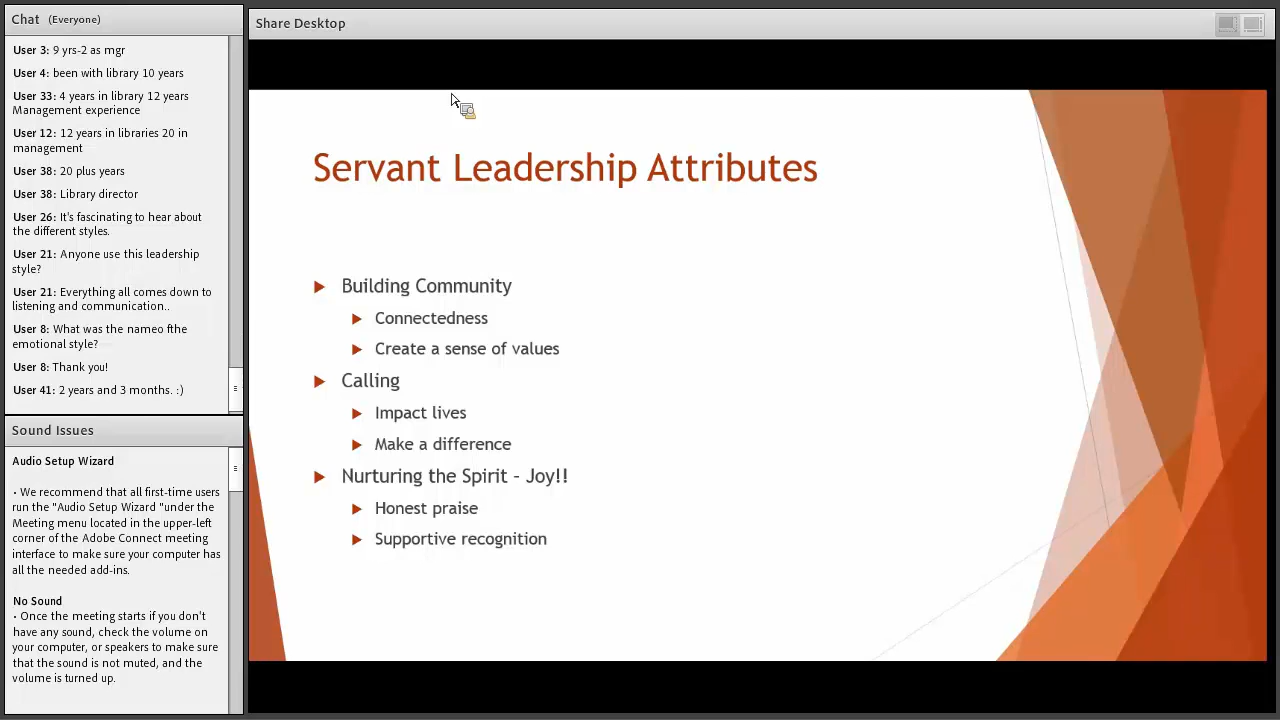 Chat (Everyone)
User 3: 9 yrs-2 as mgr
User 4: been with library 10 years
User 33: 4 years in library 12 years
Management experience
User 12: 12 years in libraries 20 in
management
User 38: 20 plus years
User 38: Library director
User 26: It's fascinating to hear about
the different styles.
User 21: Anyone use this leadership
style?
User 21: Everything all comes down to
listening and communication..
User 8: What was the nameo fthe
emotional style?
User 8: Thank you!
User 41: 2 years and 3 months. :)
Sound Issues
Audio Setup Wizard
• We recommend that all first-time users
run the "Audio Setup Wizard "under the
Meeting menu located in the upper-left
corner of the Adobe Connect meeting
interface to make sure your computer has
all the needed add-ins.
No Sound
• Once the meeting starts if you don't
have any sound, check the volume on
your computer, or speakers to make sure
that the sound is not muted, and the
volume is turned up.
Share Desktop
Servant Leadership Attributes
Building Community
Connectedness
Create a sense of values
Calling
Impact lives
Make a difference
Nurturing the Spirit – Joy!!
Honest praise
Supportive recognition